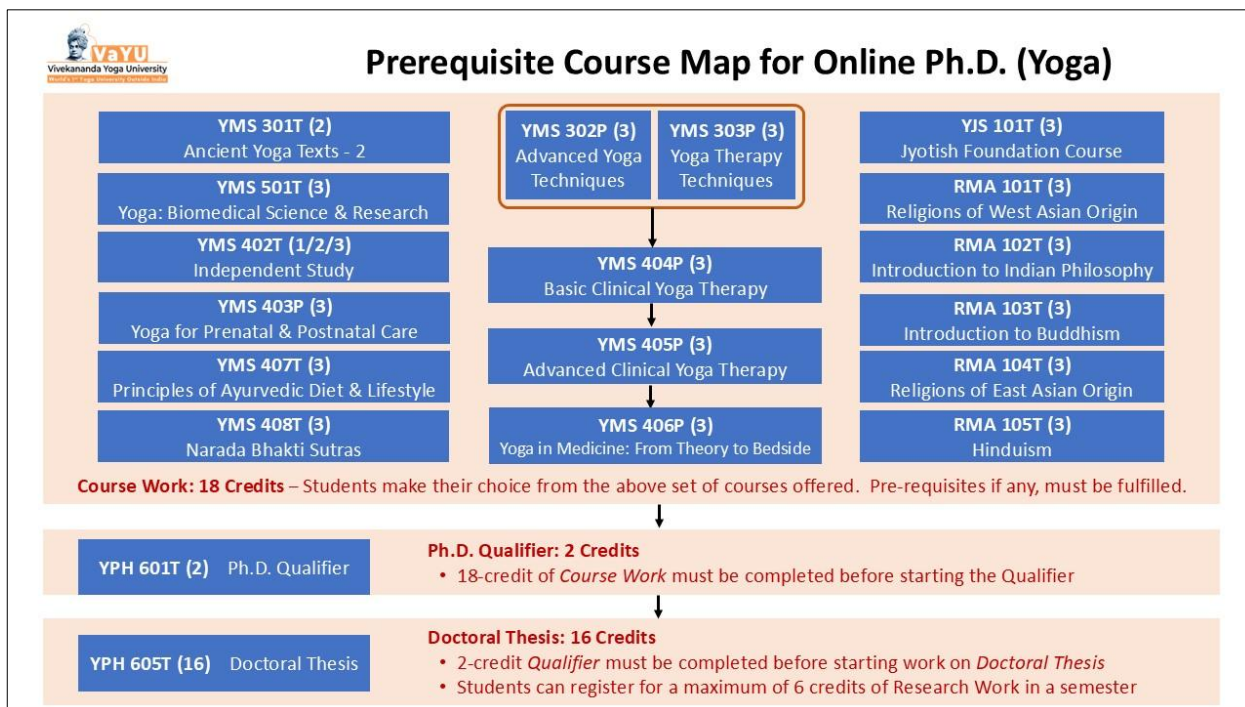 VaYU
Vivekananda Yoga University
World's 1st Yoga University Outside India
Prerequisite Course Map for Online Ph.D. (Yoga)
YMS 301T (2)
Ancient Yoga Texts - 2
YMS 501T (3)
Yoga: Biomedical Science & Research
YMS 402T (1/2/3)
Independent Study
YMS 403P (3)
Yoga for Prenatal & Postnatal Care
YMS 407T (3)
Principles of Ayurvedic Diet & Lifestyle
YMS 408T (3)
Narada Bhakti Sutras
YMS 302P (3)
Advanced Yoga
Techniques
YMS 303P (3)
Yoga Therapy
Techniques
YMS 404P (3)
Basic Clinical Yoga Therapy
YMS 405P (3)
Advanced Clinical Yoga Therapy
YMS 406P (3)
Yoga in Medicine: From Theory to Bedside
YJS 101T (3)
Jyotish Foundation Course
RMA 101T (3)
Religions of West Asian Origin
RMA 102T (3)
Introduction to Indian Philosophy
RMA 103T (3)
Introduction to Buddhism
RMA 104T (3)
Religions of East Asian Origin
RMA 105T (3)
Hinduism
Course Work: 18 Credits – Students make their choice from the above set of courses offered. Pre-requisites if any, must be fulfilled.
YPH 601T (2) Ph.D. Qualifier
Ph.D. Qualifier: 2 Credits
• 18-credit of Course Work must be completed before starting the Qualifier
YPH 605T (16) Doctoral Thesis
Doctoral Thesis: 16 Credits
• 2-credit Qualifier must be completed before starting work on Doctoral Thesis
• Students can register for a maximum of 6 credits of Research Work in a semester